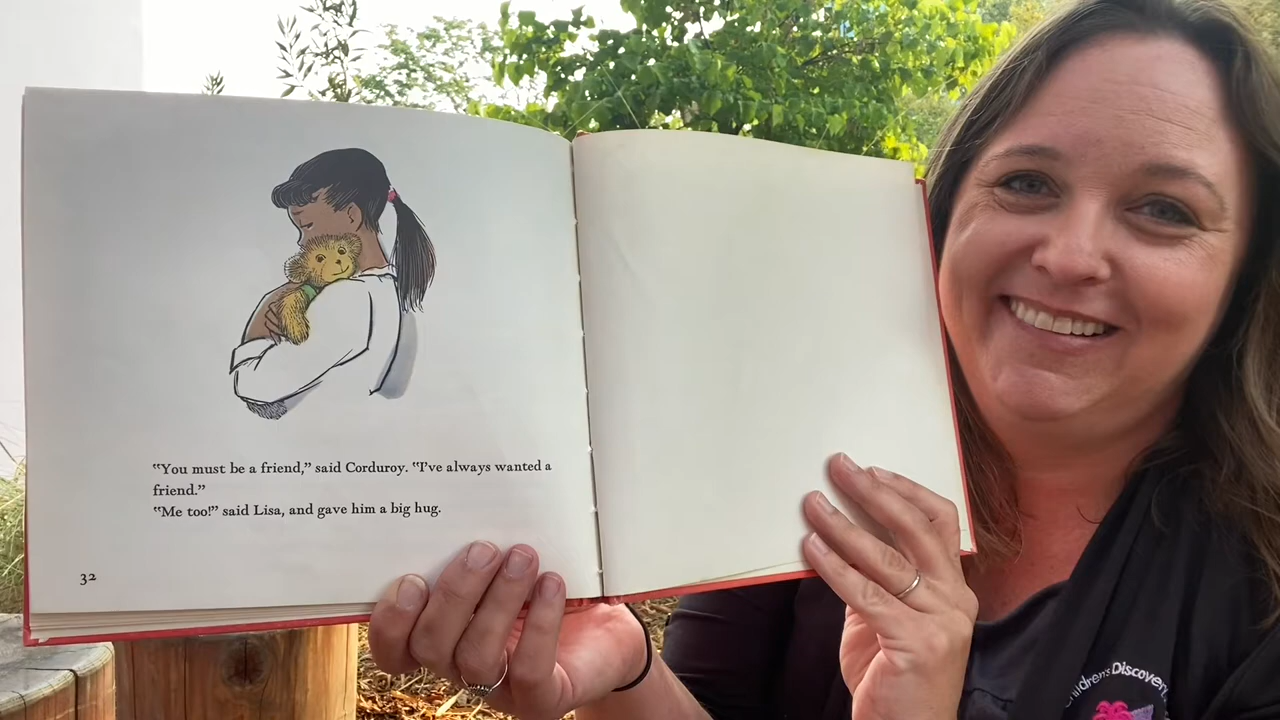 "You must be a friend," said Corduroy. "I've always wanted a
friend."
"Me too!" said Lisa, and gave him a big hug.
32
Discovery